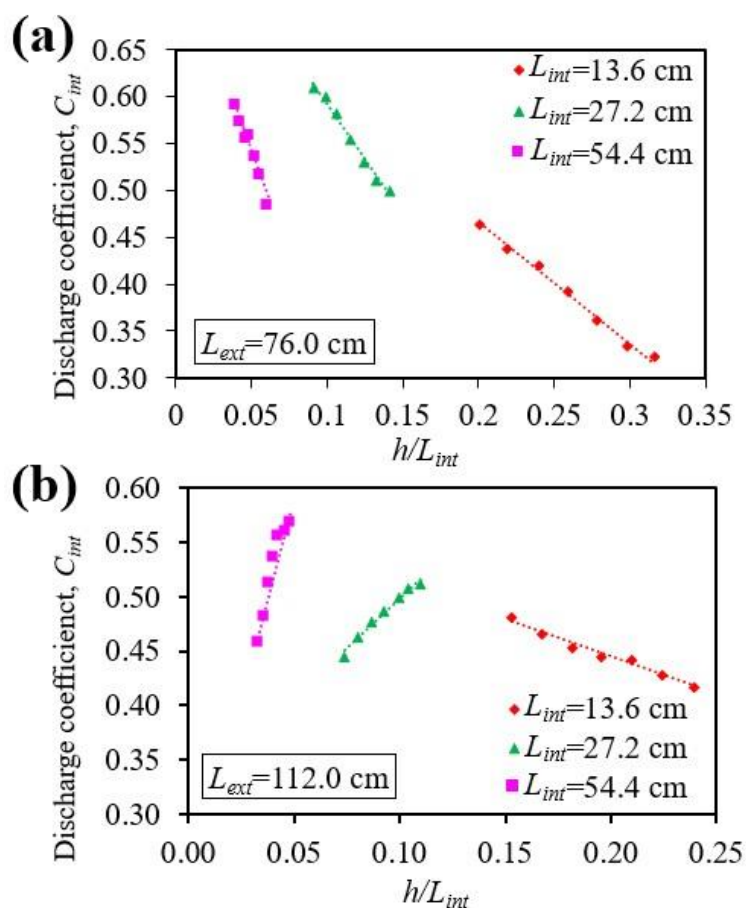 (a)
Discharge coefficienct, Cint
0.65
0.60
0.55
0.50
0.45
0.40
0.35
0.30
Lint=13.6 cm
Lint=27.2 cm
Lint=54.4 cm
Lext=76.0 cm
0 0.05 0.1 0.15 0.2 0.25 0.3 0.35
h/Lint
(b)
Discharge coefficienct, Cint
0.60
0.55
0.50
0.45
0.40
0.35
0.30
Lint=13.6 cm
Lint=27.2 cm
Lint=54.4 cm
Lext=112.0 cm
0.00 0.05 0.10 0.15 0.20 0.25
h/Lint